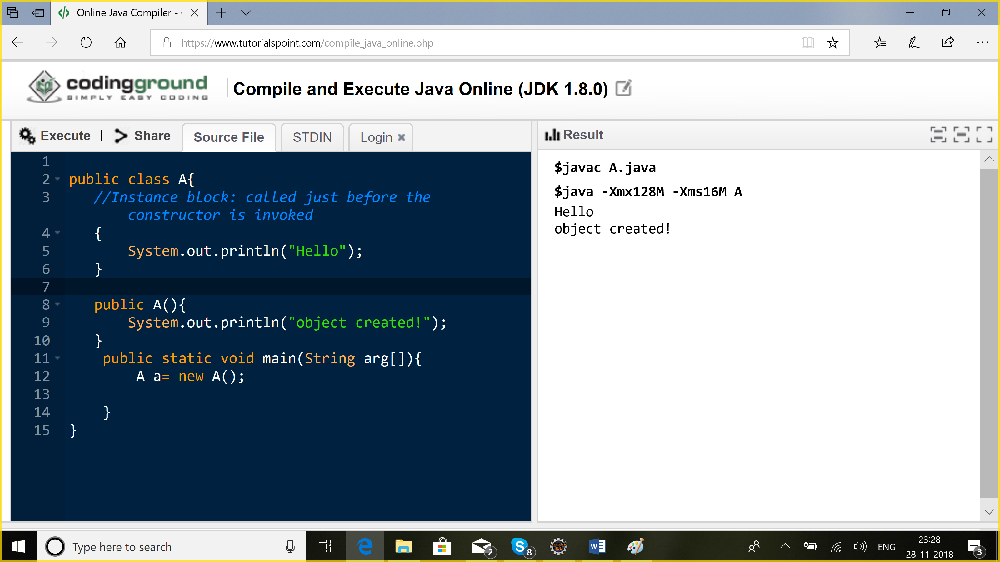 Online Java Compiler -
https://www.tutorialspoint.com/compile_java_online.php
codingground
SIMPLY EASY CODING
Compile and Execute Java Online (JDK 1.8.0)
Execute | Share Source File STDIN Login
Result
1
2 public class A{
3 //Instance block: called just before the
constructor is invoked
4 {
5 System.out.println("Hello");
6 }
7
8 public A(){
9 System.out.println("object created!");
10 }
11 public static void main(String arg[]){
12 A a= new A();
13
14 }
15 }
$javac A.java
$java -Xmx128M -Xms16M A
Hello
object created!
Type here to search
2
S 8
Java EE
IDE
W
ENG
23:28
28-11-2018
3